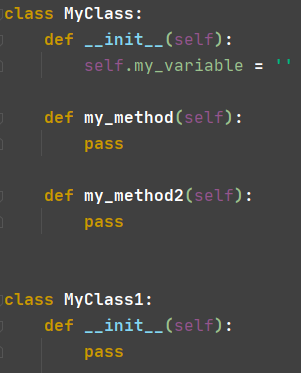 class MyClass:
    def __init__(self):
        self.my_variable = ''
    def my_method(self):
        pass
    def my_method2(self):
        pass
class MyClass1:
    def __init__(self):
        pass